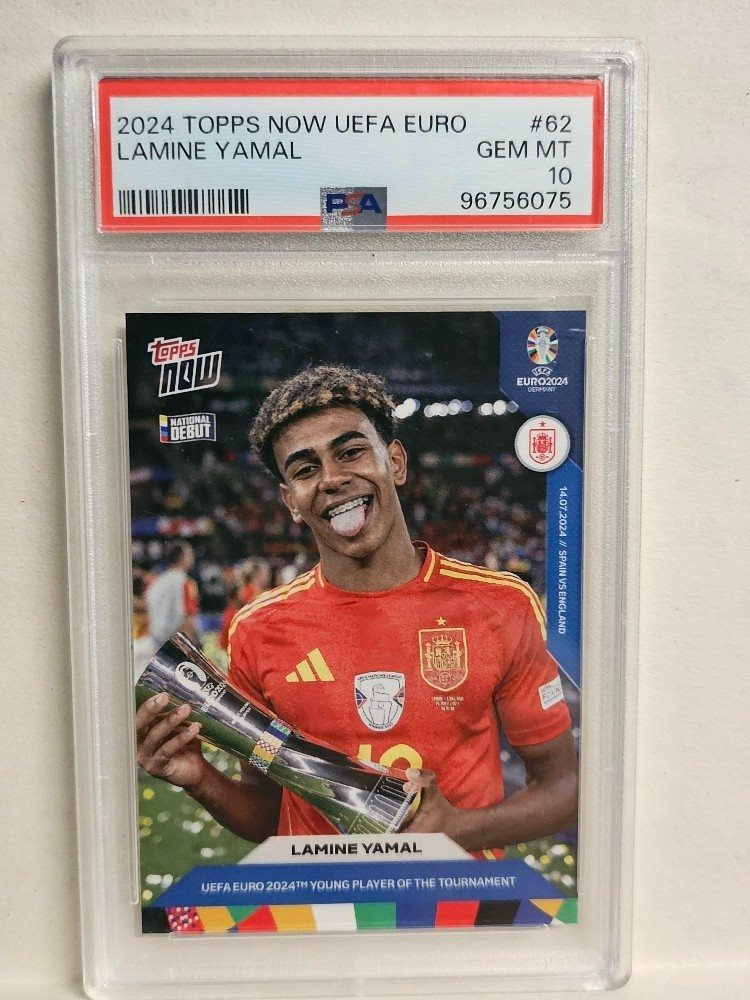 2024 TOPPS NOW UEFA EURO #62
LAMINE YAMAL GEM MT
10
PSA 96756075
topps
now
NATIONAL
DEBUT
UEFA
EURO2024
GERMANY
14.07.2024 // SPAIN VS ENGLAND
LAMINE YAMAL
UEFA EURO 2024™ YOUNG PLAYER OF THE TOURNAMENT